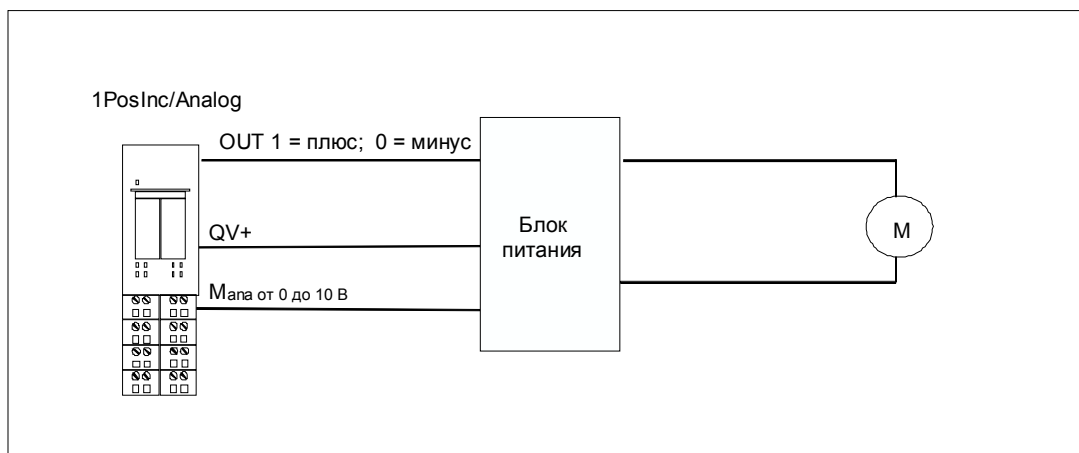 1PosInc/Analog
OUT 1 = плюс; 0 = минус
QV+
Mana от 0 до 10 В
Блок
питания
M